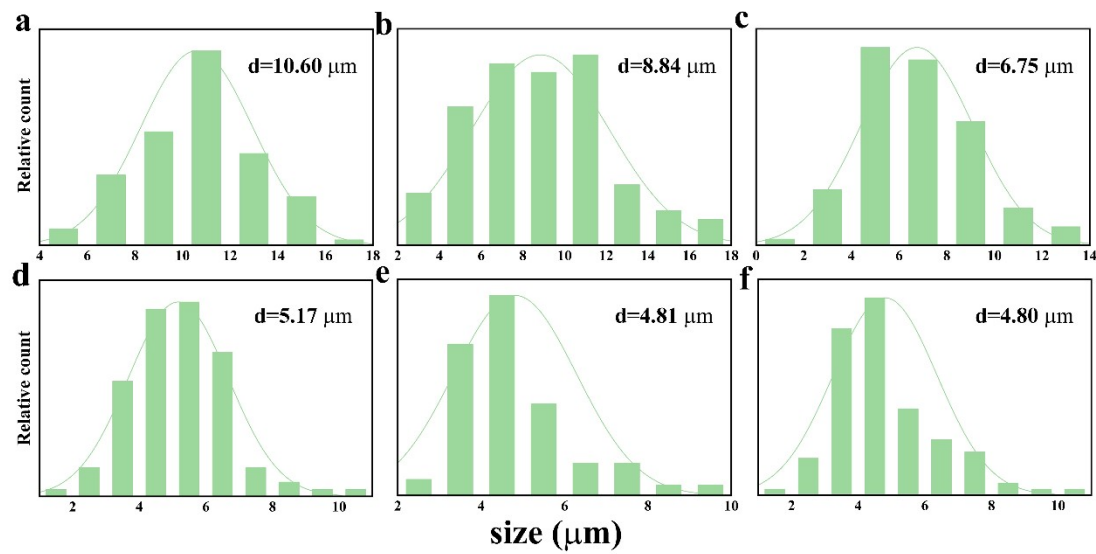 a
d=10.60 μm
Relative count
4 6 8 10 12 14 16 18
b
d=8.84 μm
2 4 6 8 10 12 14 16 18
c
d=6.75 μm
0 2 4 6 8 10 12 14
d
d=5.17 μm
Relative count
2 4 6 8 10
e
d=4.81 μm
2 4 6 8 10
f
d=4.80 μm
2 4 6 8 10
size (μm)